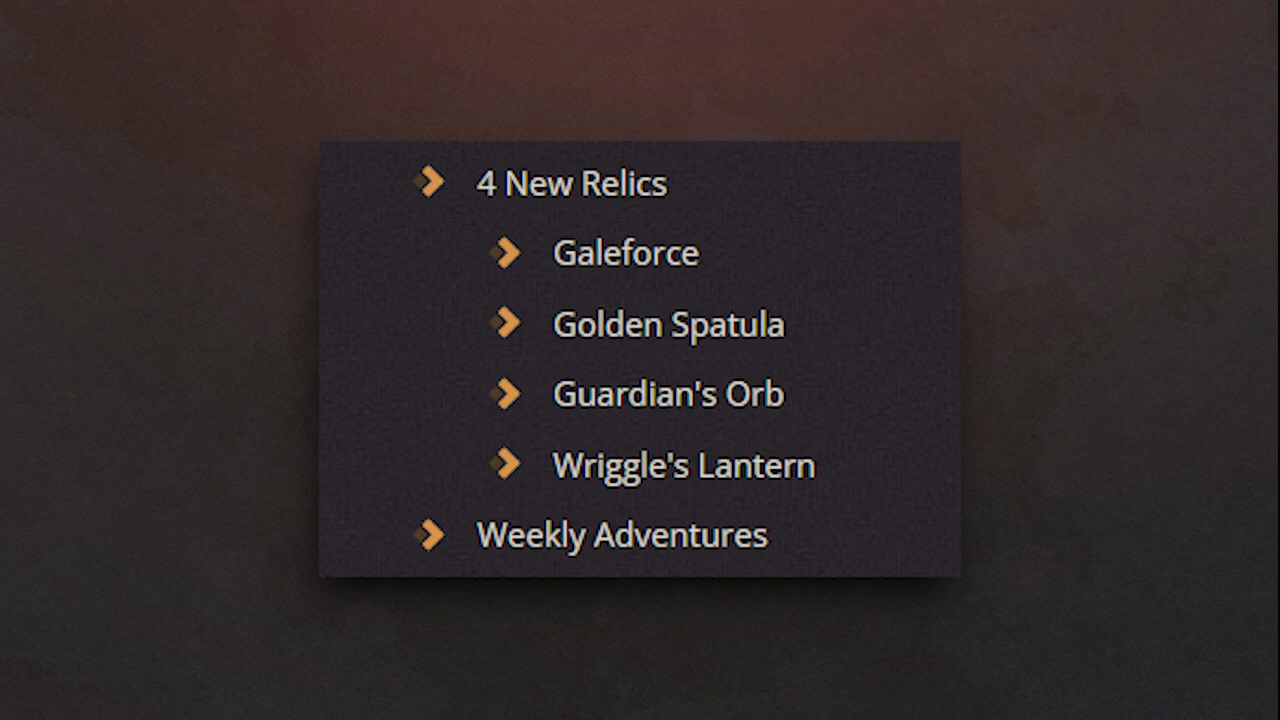 4 New Relics
Galeforce
Golden Spatula
Guardian's Orb
Wriggle's Lantern
Weekly Adventures